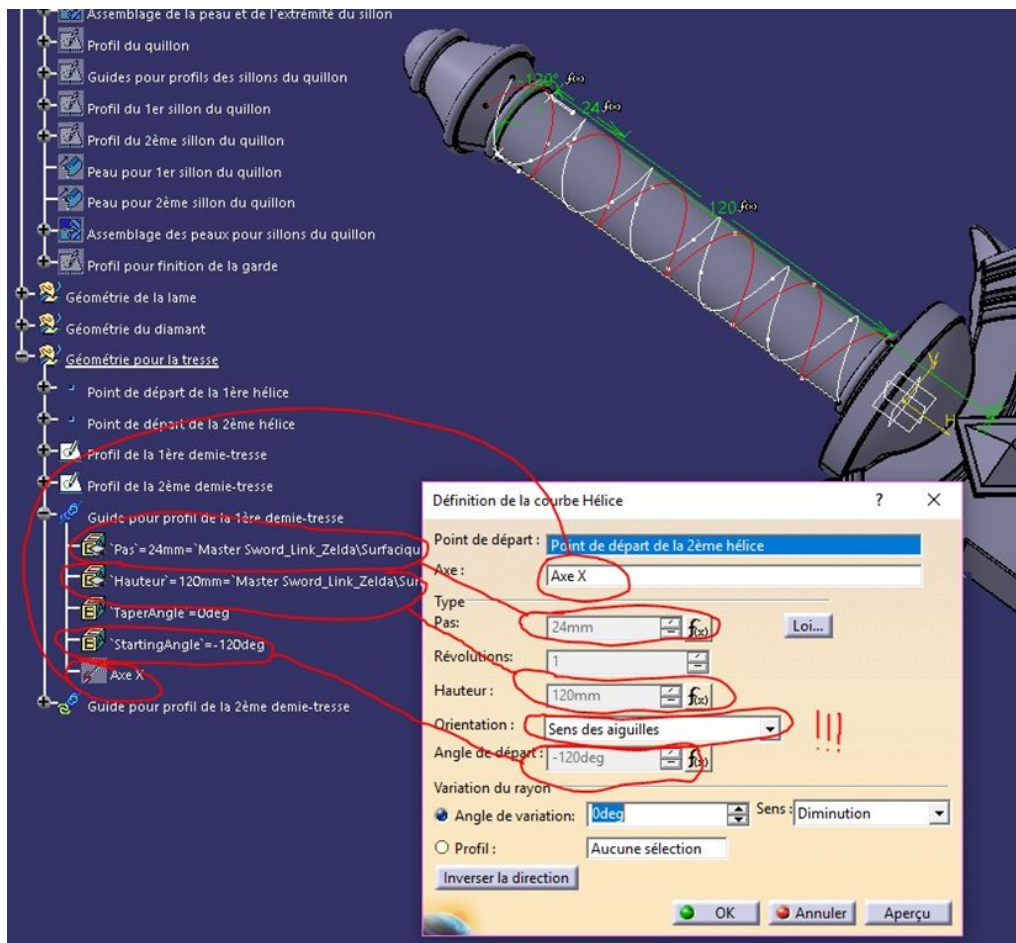 Assemblage de la peau et de l'extrémité du sillon
Profil du quillon
Guides pour profils des sillons du quillon
Profil du 1er sillon du quillon
Profil du 2ème sillon du quillon
Peau pour 1er sillon du quillon
Peau pour 2ème sillon du quillon
Assemblage des peaux pour sillons du quillon
Profil pour finition de la garde
Géométrie de la lame
Géométrie du diamant
Géométrie pour la tresse
Point de départ de la 1ère hélice
Point de départ de la 2ème hélice
Profil de la 1ère demie-tresse
Profil de la 2ème demie-tresse
Guide pour profil de la 1ère demie-tresse
`Pas`=24mm=`Master Sword_Link_Zelda\Surfaciqu
`Hauteur`=120mm=`Master Sword_Link_Zelda\Sur
`TaperAngle`=0deg
`StartingAngle`=-120deg
Axe X
Guide pour profil de la 2ème demie-tresse
-120° f(x)
24 f(x)
120 f(x)
V
H
Définition de la courbe Hélice ? X
Point de départ : Point de départ de la 2ème hélice
Axe : Axe X
Type
Pas: 24mm f(x) Loi...
Révolutions: 1
Hauteur : 120mm f(x)
Orientation : Sens des aiguilles !!!
Angle de départ : -120deg f(x)
Variation du rayon
Angle de variation: 0deg Sens : Diminution
Profil : Aucune sélection
Inverser la direction
OK Annuler Aperçu